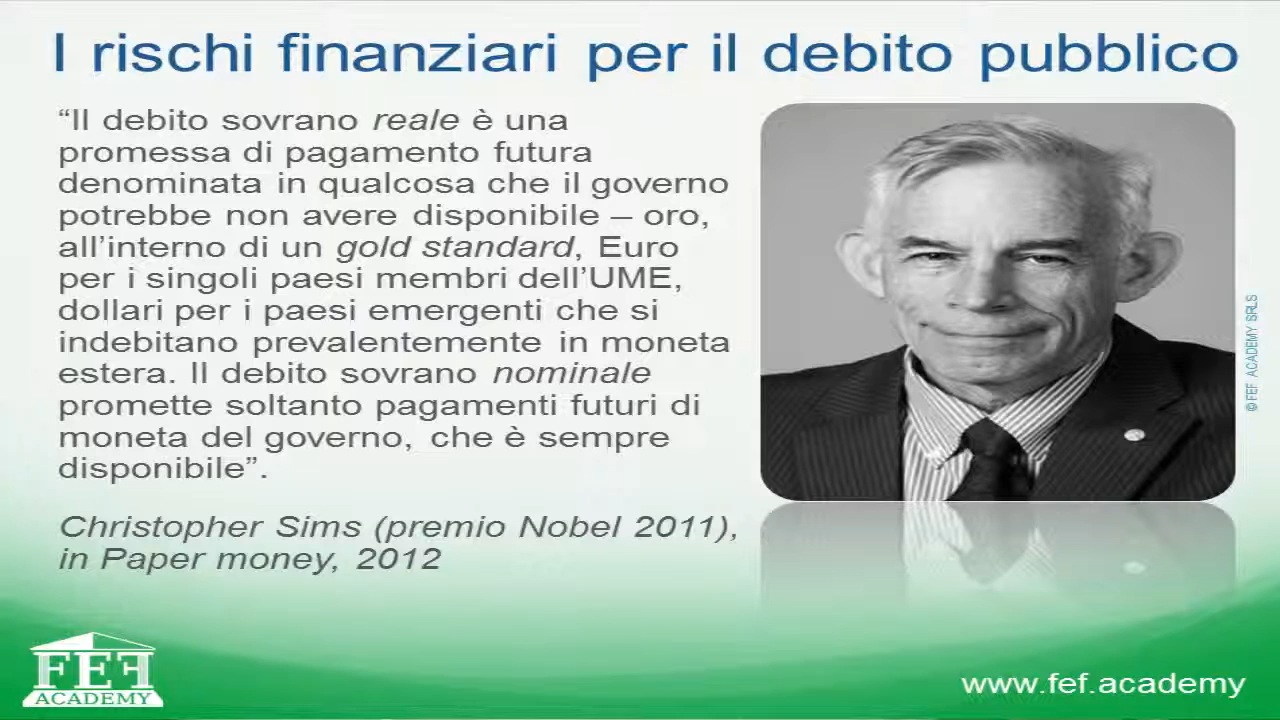 I rischi finanziari per il debito pubblico
“Il debito sovrano reale è una
promessa di pagamento futura
denominata in qualcosa che il governo
potrebbe non avere disponibile – oro,
all’interno di un gold standard, Euro
per i singoli paesi membri dell’UME,
dollari per i paesi emergenti che si
indebitano prevalentemente in moneta
estera. Il debito sovrano nominale
promette soltanto pagamenti futuri di
moneta del governo, che è sempre
disponibile”.
Christopher Sims (premio Nobel 2011),
in Paper money, 2012
© FEF ACADEMY SRLS
FEF
ACADEMY
www.fef.academy